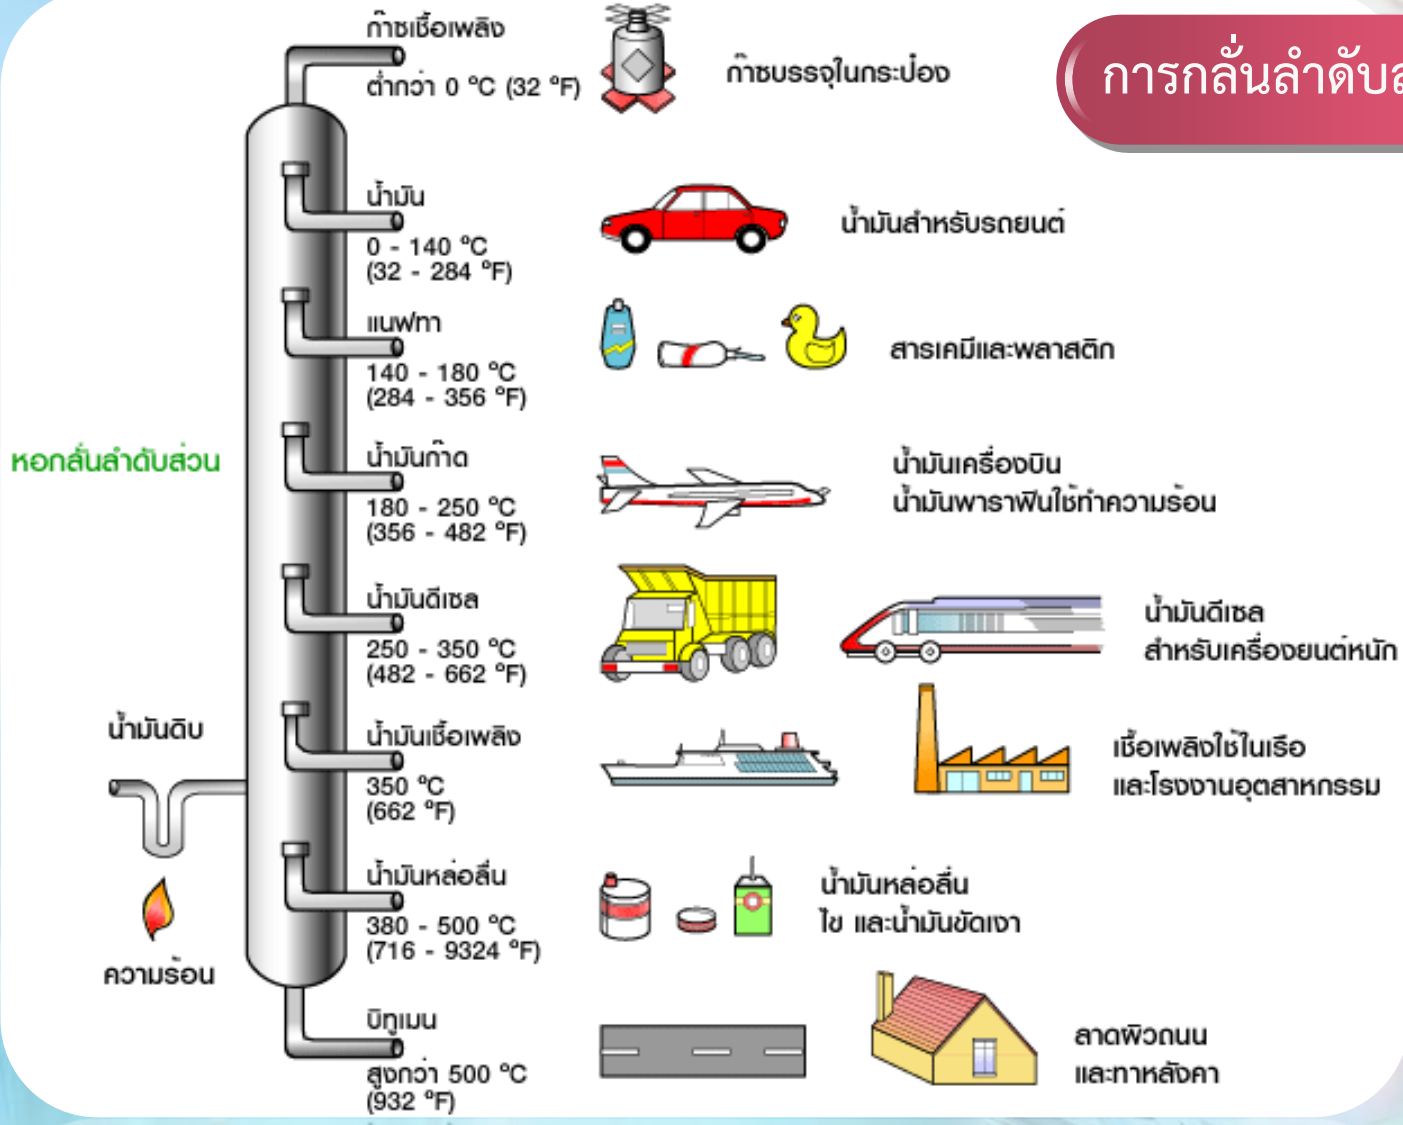 การกลั่นลำดับส
ก๊าซเชื้อเพลิง
ต่ำกว่า 0 °C (32 °F)
ก๊าซบรรจุในกระป๋อง
น้ำมัน
0 - 140 °C
(32 - 284 °F)
น้ำมันสำหรับรถยนต์
แนฟทา
140 - 180 °C
(284 - 356 °F)
สารเคมีและพลาสติก
หอกลั่นลำดับส่วน
น้ำมันก๊าด
180 - 250 °C
(356 - 482 °F)
น้ำมันเครื่องบิน
น้ำมันพาราฟินใช้ทำความร้อน
น้ำมันดีเซล
250 - 350 °C
(482 - 662 °F)
น้ำมันดีเซล
สำหรับเครื่องยนต์หนัก
น้ำมันดิบ
น้ำมันเชื้อเพลิง
350 °C
(662 °F)
เชื้อเพลิงใช้ในเรือ
และโรงงานอุตสาหกรรม
น้ำมันหล่อลื่น
380 - 500 °C
(716 - 9324 °F)
น้ำมันหล่อลื่น
ไข และน้ำมันขัดเงา
ความร้อน
บิทูเมน
สูงกว่า 500 °C
(932 °F)
ลาดผิวถนน
และทาหลังคา